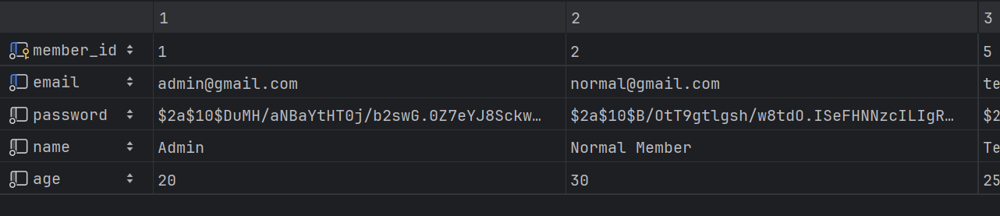 1 2 3
member_id 1 2 5
email admin@gmail.com normal@gmail.com te
password $2a$10$DuMH/aNBaYtHT0j/b2swG.0Z7eYJ8Sckw… $2a$10$B/OtT9gtlgsh/w8tdO.ISeFHNNzcILIgR… $2
name Admin Normal Member Te
age 20 30 25